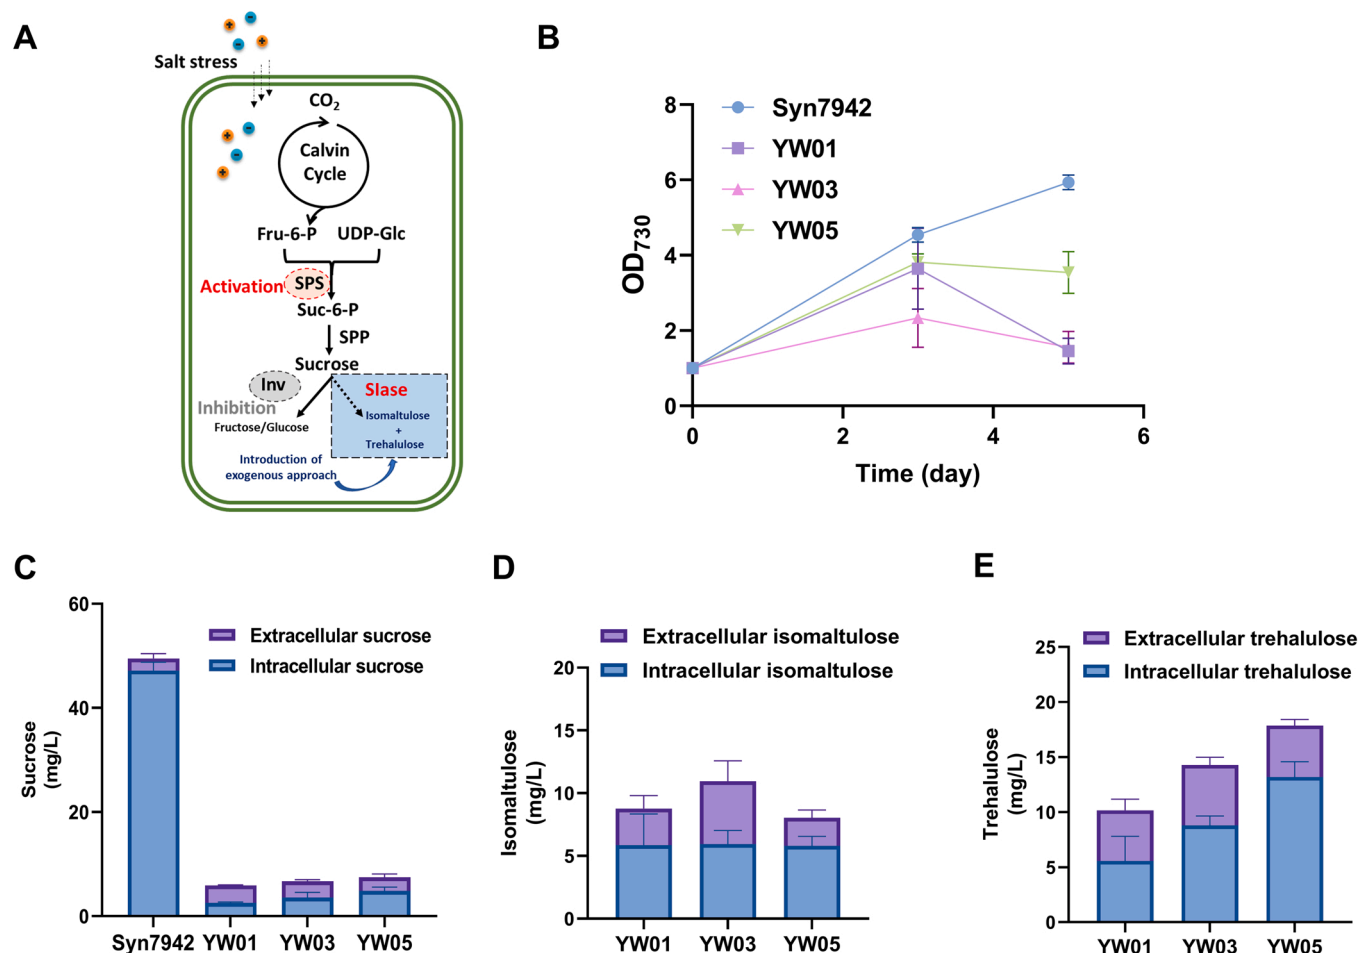 A
Salt stress
CO2
Calvin
Cycle
Fru-6-P UDP-Glc
Activation SPS
Suc-6-P
SPP
Sucrose
Inv
Inhibition
Fructose/Glucose
SIase
Isomaltulose
+
Trehalulose
Introduction of
exogenous approach
B
8
6
4
2
0
OD730
0 2 4 6
Time (day)
Syn7942
YW01
YW03
YW05
C
60
40
20
0
Sucrose
(mg/L)
Extracellular sucrose
Intracellular sucrose
Syn7942 YW01 YW03 YW05
D
Extracellular isomaltulose
Intracellular isomaltulose
20
15
10
5
0
Isomaltulose
(mg/L)
YW01 YW03 YW05
E
Extracellular trehalulose
Intracellular trehalulose
25
20
15
10
5
0
Trehalulose
(mg/L)
YW01 YW03 YW05